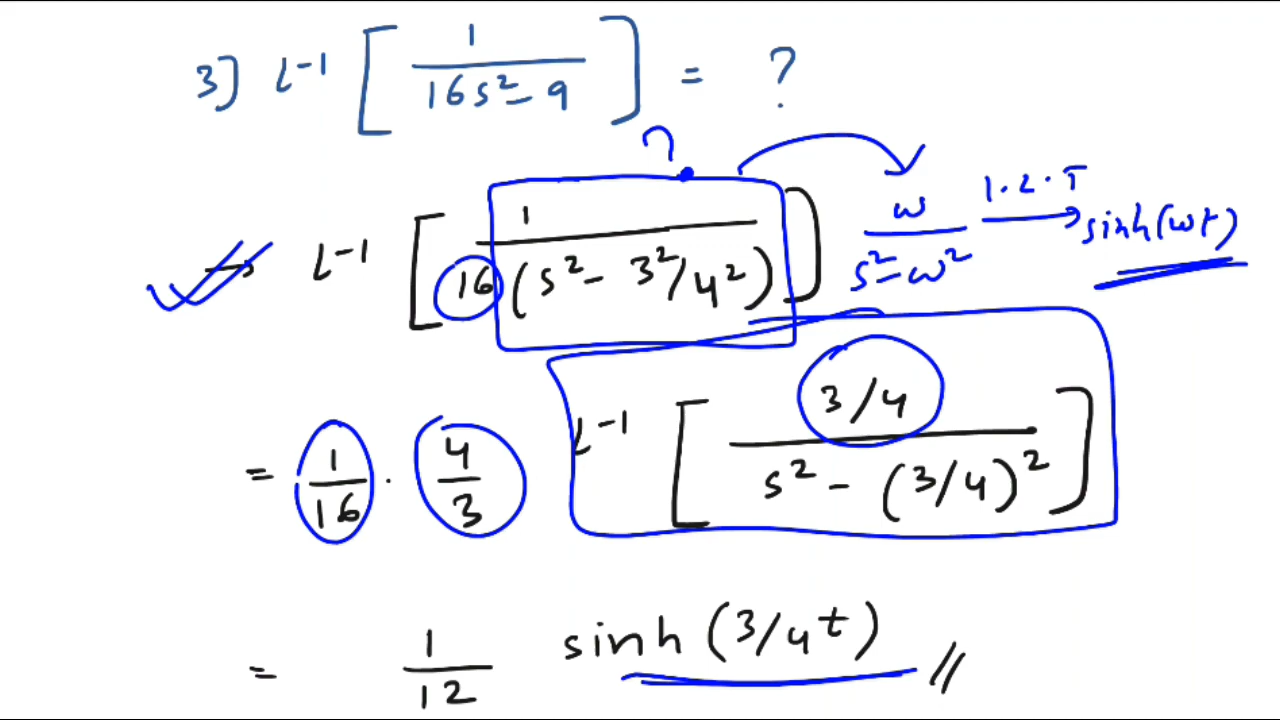 3] L⁻¹ [ 1 / 16s² - 9 ] = ?
?
→ L⁻¹ [ 1 / 16 (s² - 3²/4²) ] ω / s² - ω² I.L.T → sinh(ωt)
= 1/16 · 4/3 L⁻¹ [ 3/4 / s² - (3/4)² ]
= 1/12 sinh (3/4 t) //